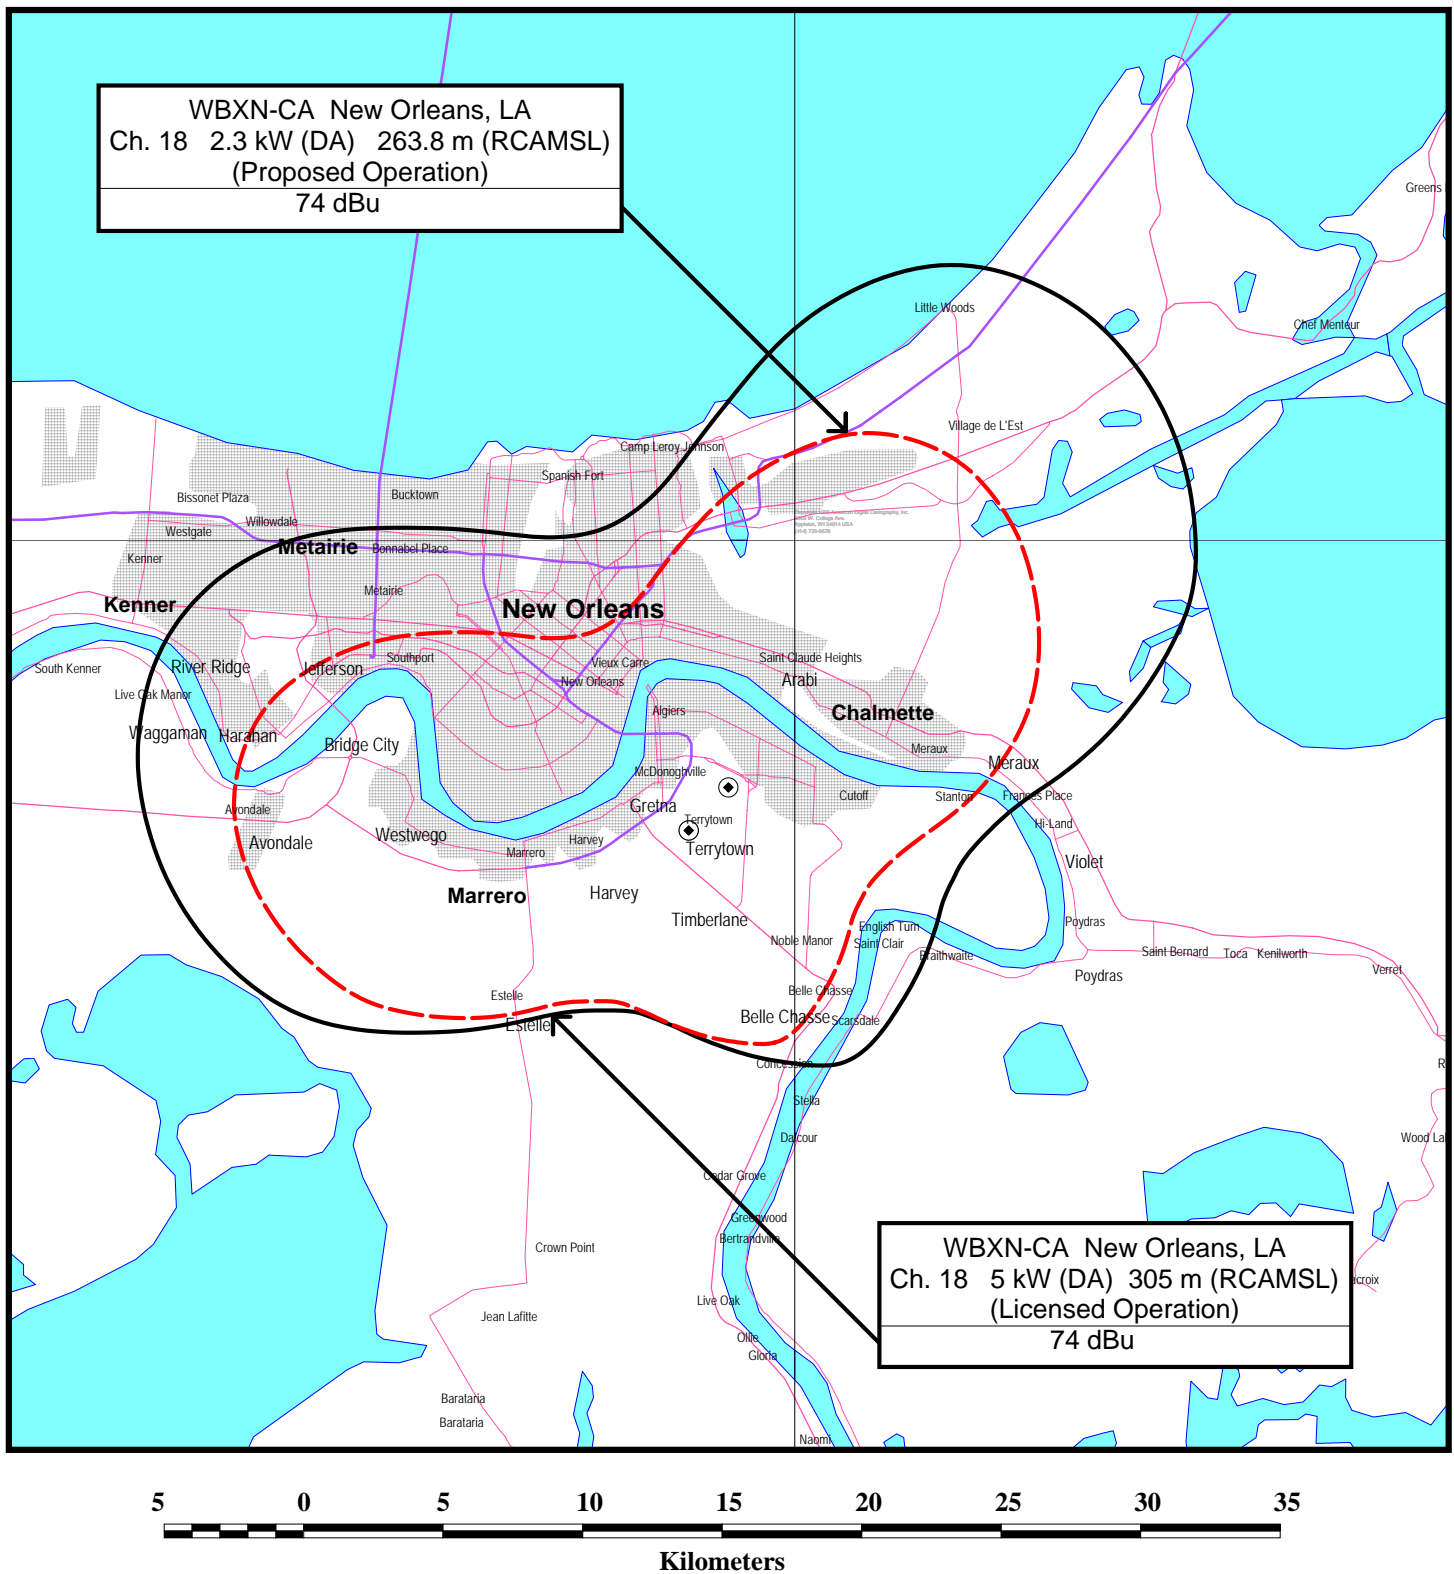 WBXN-CA New Orleans, LA
Ch. 18 2.3 kW (DA) 263.8 m (RCAMSL)
(Proposed Operation)
74 dBu
Greens
Little Woods
Chef Menteur
Village de L'Est
Camp Leroy Johnson
Spanish Fort
Bucktown
Bissonet Plaza
Willowdale
Westgate
Metairie
Bonnabel Place
Kenner
Metairie
Kenner
New Orleans
South Kenner
River Ridge
Jefferson
Southport
Vieux Carre
Saint Claude Heights
New Orleans
Arabi
Live Oak Manor
Algiers
Chalmette
Waggaman
Harahan
Bridge City
Meraux
Meraux
McDonoghville
Cutoff
Stanton
Frances Place
Gretna
Avondale
Terrytown
Hi-Land
Avondale
Westwego
Harvey
Marrero
Terrytown
Violet
Marrero
Harvey
Timberlane
English Turn
Poydras
Noble Manor
Saint Clair
Braithwaite
Saint Bernard
Toca
Kenilworth
Verret
Poydras
Estelle
Belle Chasse
Estelle
Belle Chasse
Scarsdale
Concession
R
Stella
Dalcour
Wood La
Cedar Grove
Greenwood
Bertrandville
Crown Point
WBXN-CA New Orleans, LA
Ch. 18 5 kW (DA) 305 m (RCAMSL)
(Licensed Operation)
74 dBu
acroix
Live Oak
Jean Lafitte
Ollie
Gloria
Barataria
Barataria
Naomi
5 0 5 10 15 20 25 30 35
Kilometers